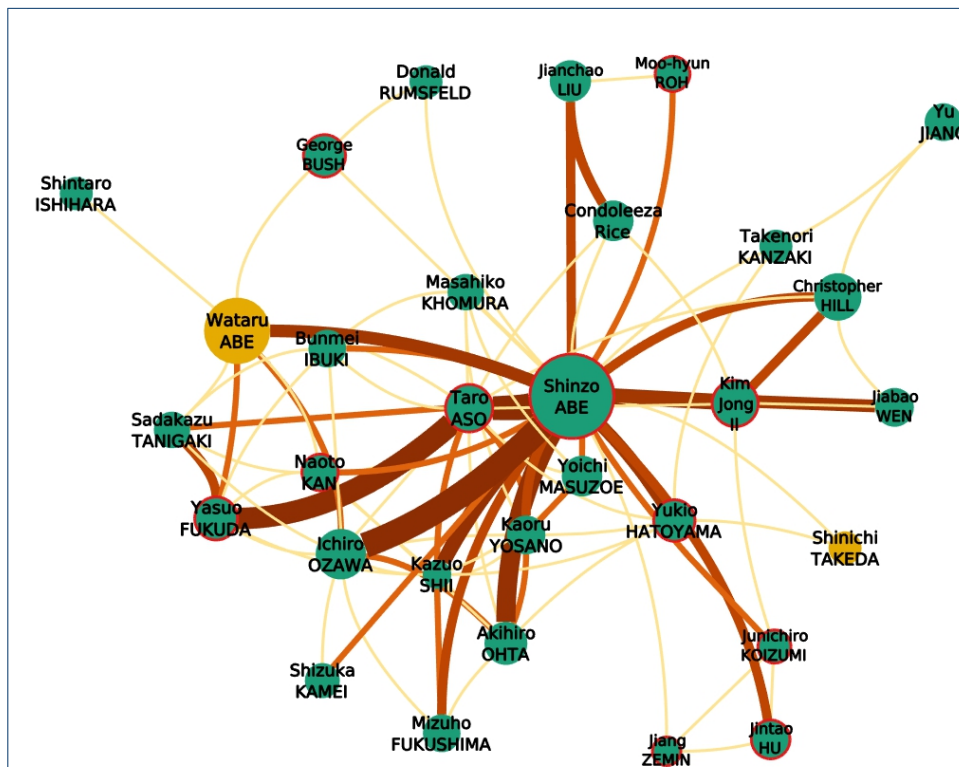 Donald
RUMSFELD
Jianchao
LIU
Moo-hyun
ROH
Yu
JIANG
George
BUSH
Shintaro
ISHIHARA
Condoleeza
Rice
Takenori
KANZAKI
Masahiko
KHOMURA
Christopher
HILL
Wataru
ABE
Bunmei
IBUKI
Shinzo
ABE
Taro
ASO
Kim
Jong
Il
Jiabao
WEN
Sadakazu
TANIGAKI
Naoto
KAN
Yoichi
MASUZOE
Yasuo
FUKUDA
Ichiro
OZAWA
Kaoru
YOSANO
Yukio
HATOYAMA
Shinichi
TAKEDA
Kazuo
SHII
Akihiro
OHTA
Junichiro
KOIZUMI
Shizuka
KAMEI
Mizuho
FUKUSHIMA
Jiang
ZEMIN
Jintao
HU